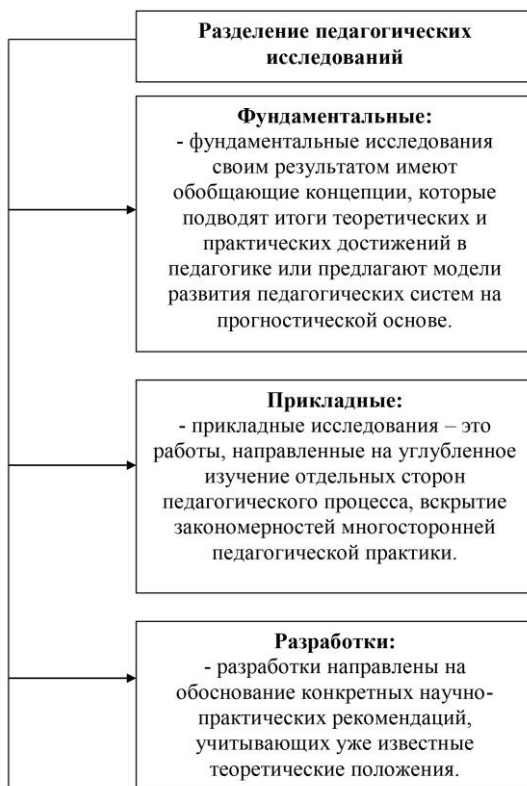 Разделение педагогических
исследований
Фундаментальные:
- фундаментальные исследования
своим результатом имеют
обобщающие концепции, которые
подводят итоги теоретических и
практических достижений в
педагогике или предлагают модели
развития педагогических систем на
прогностической основе.
Прикладные:
- прикладные исследования – это
работы, направленные на углубленное
изучение отдельных сторон
педагогического процесса, вскрытие
закономерностей многосторонней
педагогической практики.
Разработки:
- разработки направлены на
обоснование конкретных научно-
практических рекомендаций,
учитывающих уже известные
теоретические положения.